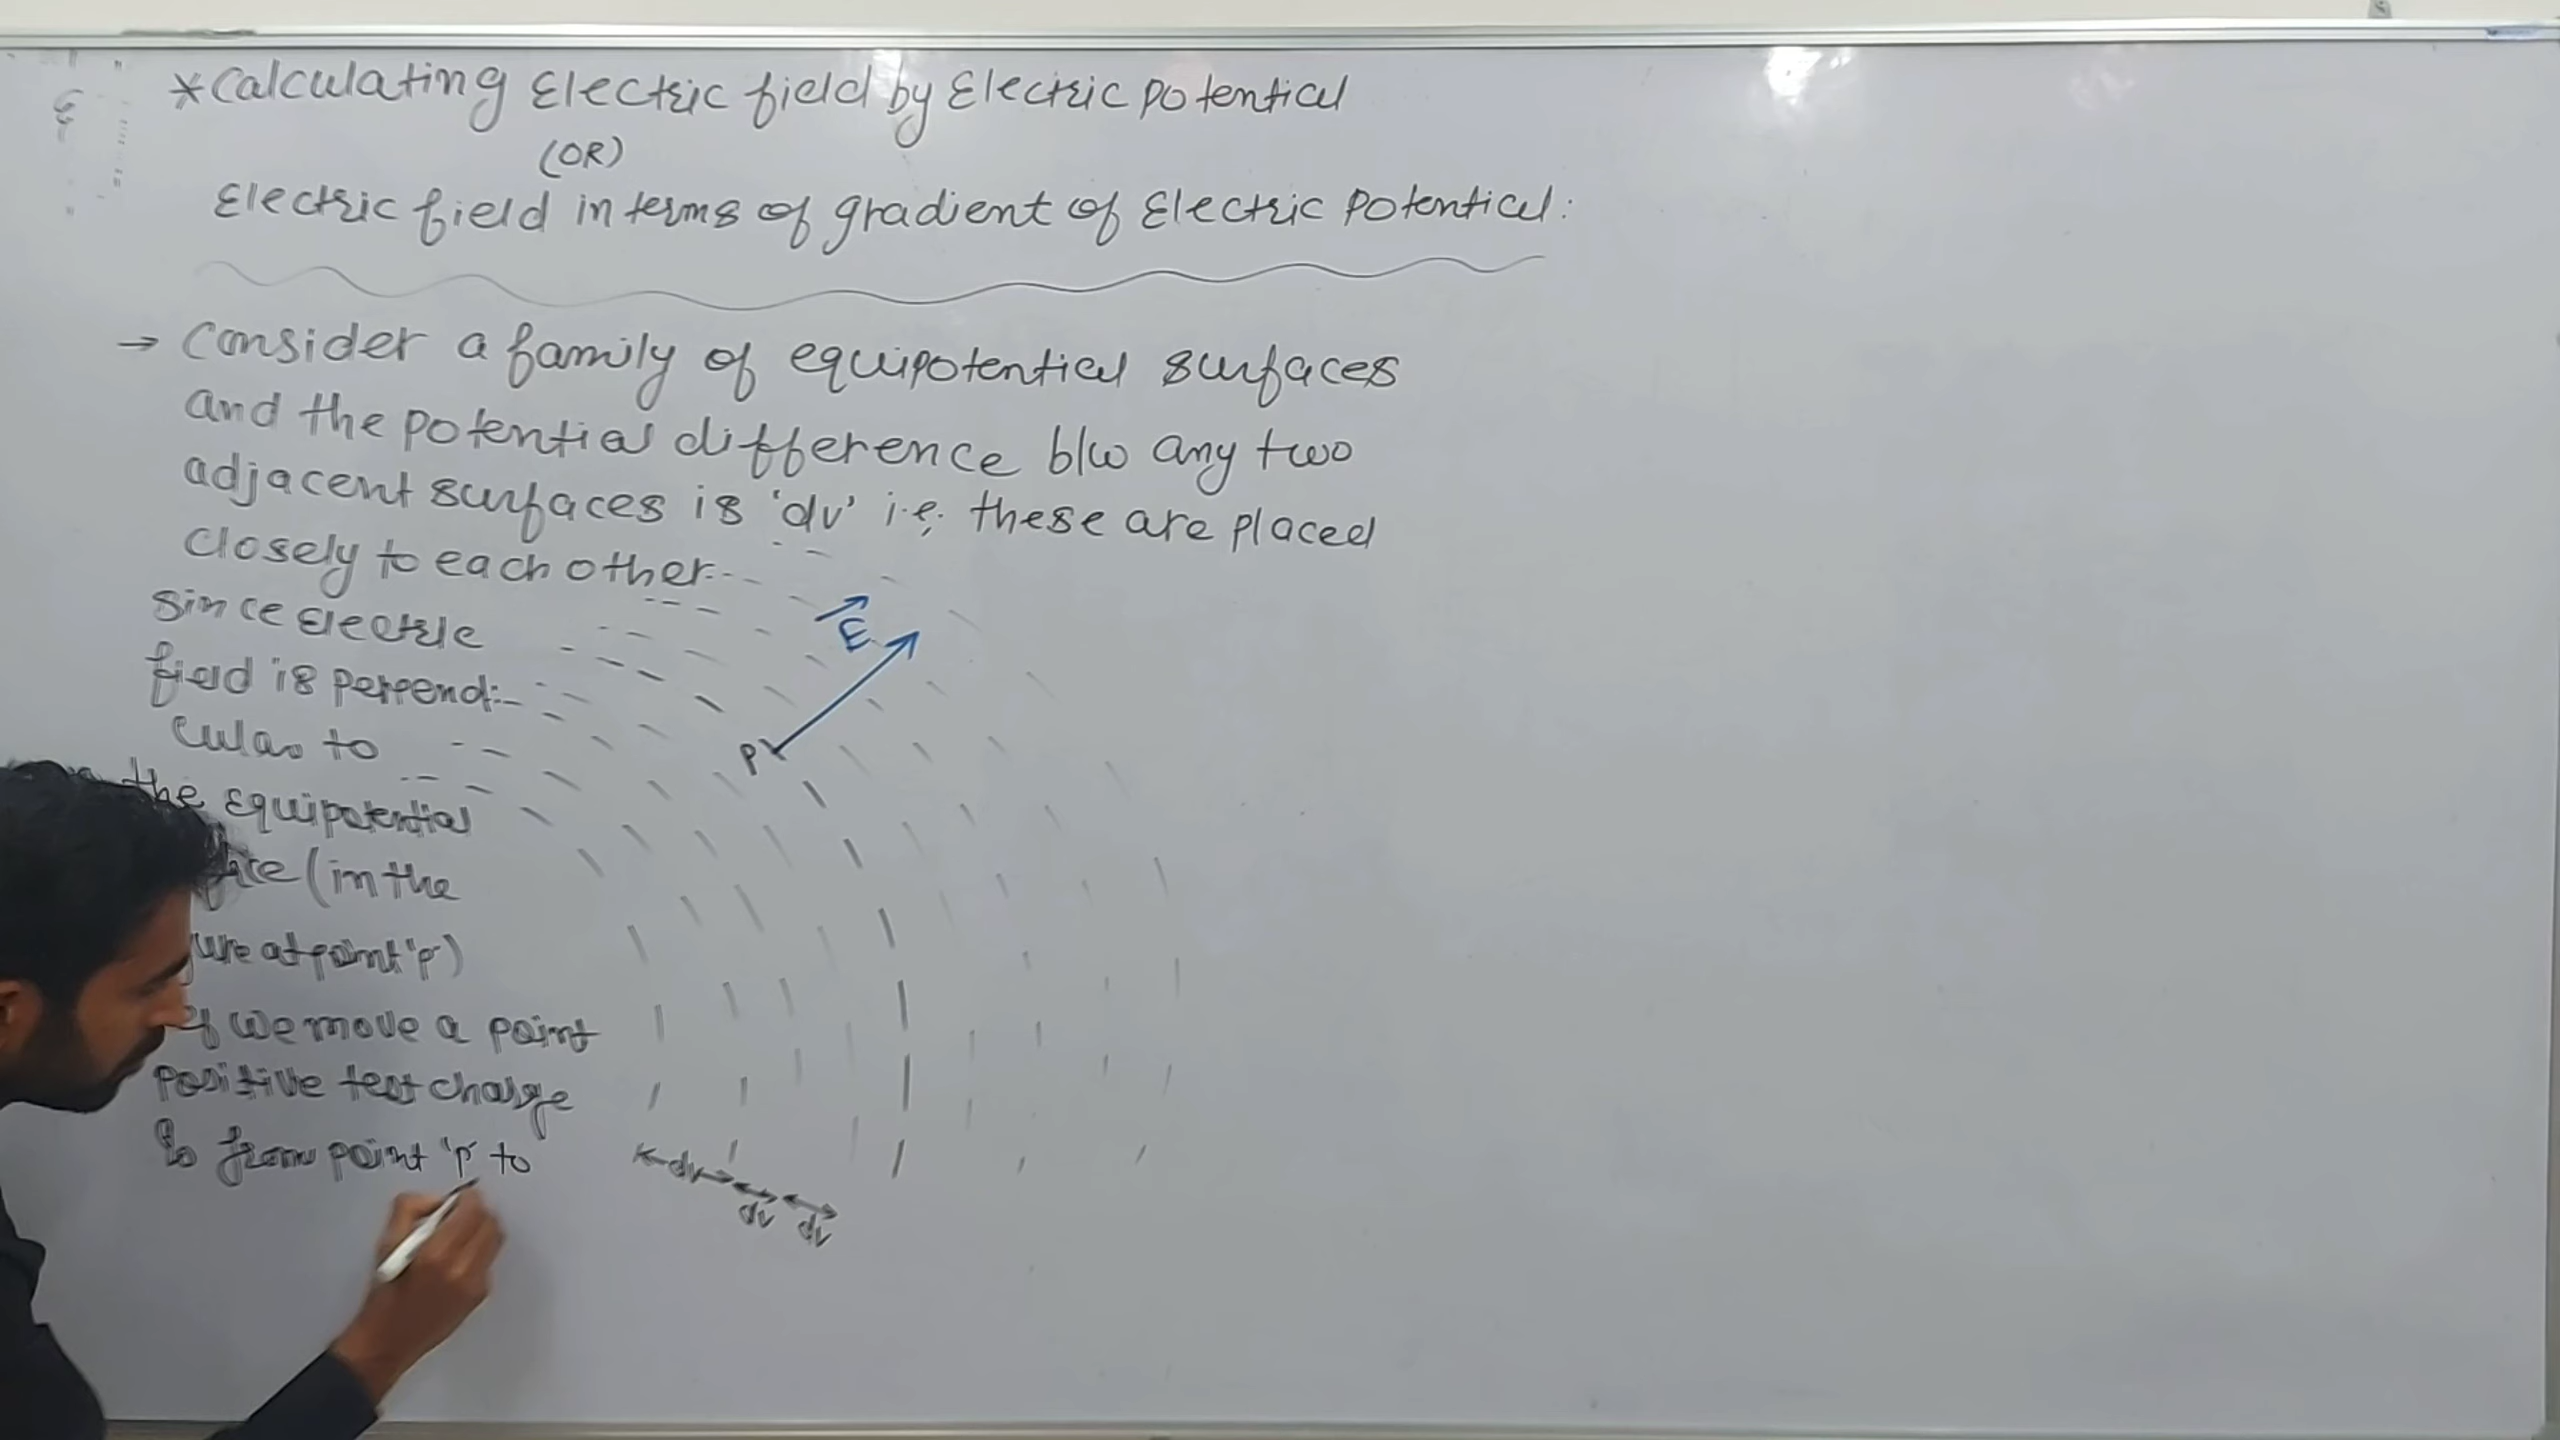 * Calculating Electric field by Electric potential
(OR)
Electric field in terms of gradient of Electric Potential:
→ Consider a family of equipotential surfaces
and the potential difference b/w any two
adjacent surfaces is 'dv' i.e; these are placed
closely to each other.
since Electric
field is perpendi-
cular to
the equipotential
(in the
at point 'p')
if we move a point
positive test charge
from point 'p' to
E
P
dv
dv
dv